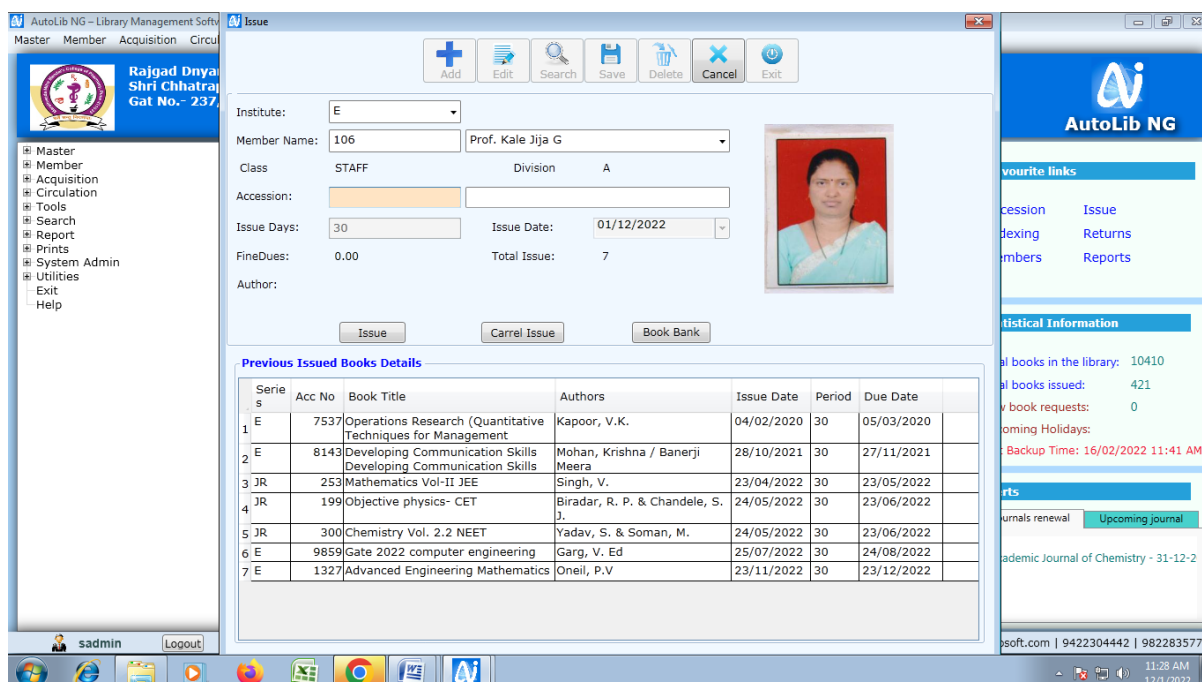 AutoLib NG – Library Management Softv
Issue
Master Member Acquisition Circul
Add Edit Search Save Delete Cancel Exit
Rajgad Dnyai
Shri Chhatrap
Gat No.- 237,
AutoLib NG
Master
Member
Acquisition
Circulation
Tools
Search
Report
Prints
System Admin
Utilities
Exit
Help
Institute: E
Member Name: 106 Prof. Kale Jija G
Class STAFF Division A
Accession:
Issue Days: 30 Issue Date: 01/12/2022
FineDues: 0.00 Total Issue: 7
Author:
Issue Carrel Issue Book Bank
Previous Issued Books Details
Serie
s Acc No Book Title Authors Issue Date Period Due Date
1 E 7537 Operations Research (Quantitative Kapoor, V.K. 04/02/2020 30 05/03/2020
Techniques for Management
2 E 8143 Developing Communication Skills Mohan, Krishna / Banerji 28/10/2021 30 27/11/2021
Developing Communication Skills Meera
3 JR 253 Mathematics Vol-II JEE Singh, V. 23/04/2022 30 23/05/2022
4 JR 199 Objective physics- CET Biradar, R. P. & Chandele, S. 24/05/2022 30 23/06/2022
J.
5 JR 300 Chemistry Vol. 2.2 NEET Yadav, S. & Soman, M. 24/05/2022 30 23/06/2022
6 E 9859 Gate 2022 computer engineering Garg, V. Ed 25/07/2022 30 24/08/2022
7 E 1327 Advanced Engineering Mathematics Oneil, P.V 23/11/2022 30 23/12/2022
vourite links
cession Issue
dexing Returns
mbers Reports
tistical Information
al books in the library: 10410
al books issued: 421
v book requests: 0
coming Holidays:
Backup Time: 16/02/2022 11:41 AM
rts
urnals renewal Upcoming journal
cademic Journal of Chemistry - 31-12-2
sadmin Logout
osoft.com | 9422304442 | 982283577
11:28 AM
12/1/2022